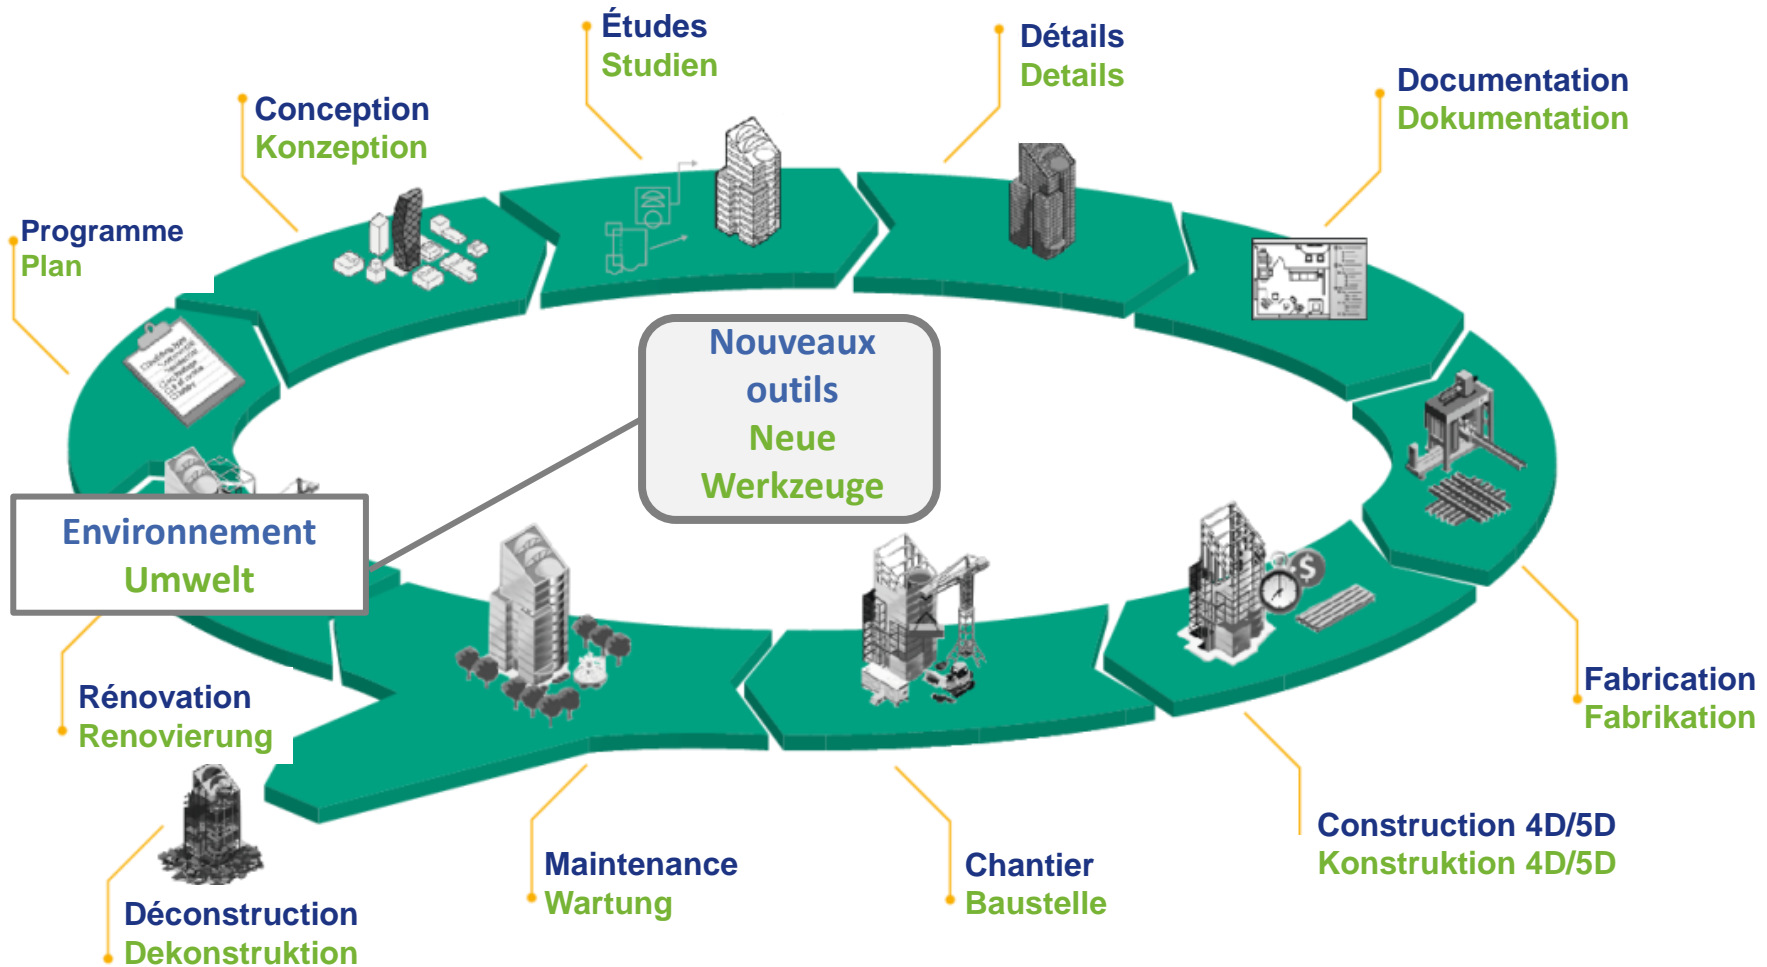 Études
Studien
Détails
Details
Documentation
Dokumentation
Conception
Konzeption
Programme
Plan
Nouveaux
outils
Neue
Werkzeuge
Environnement
Umwelt
Rénovation
Renovierung
Fabrication
Fabrikation
Construction 4D/5D
Konstruktion 4D/5D
Maintenance
Wartung
Chantier
Baustelle
Déconstruction
Dekonstruktion
$